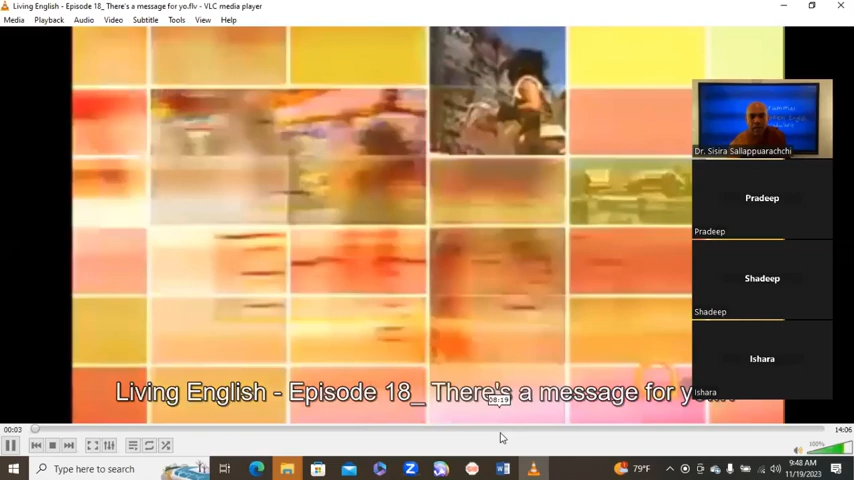 Living English - Episode 18_ There's a message for yo.flv - VLC media player
Media Playback Audio Video Subtitle Tools View Help
Dr. Sisira Sallappuarachchi
Pradeep
Pradeep
Shadeep
Shadeep
Ishara
Ishara
Living English - Episode 18_ There's a message for
08:19
00:03
14:06
100%
Type here to search
79°F
9:48 AM
11/19/2023